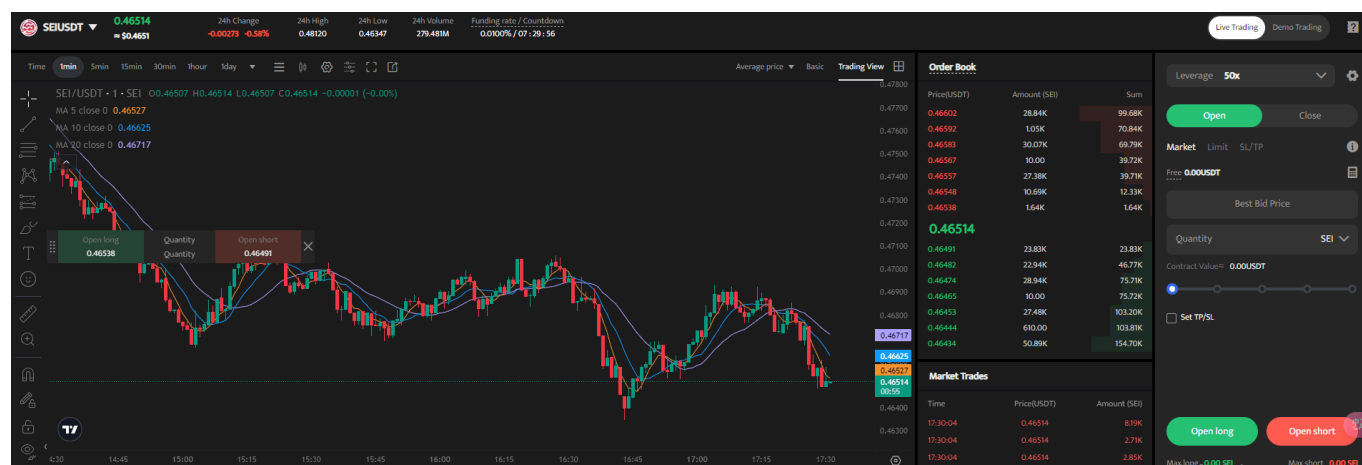 SEIUSDT ▼
0.46514
≈ $0.4651
24h Change
-0.00273 -0.58%
24h High
0.48120
24h Low
0.46347
24h Volume
279.481M
Funding rate / Countdown
0.0100% / 07 : 29 : 56
Live Trading
Demo Trading
Time 1min 5min 15min 30min 1hour 1day ▼
Average price ▼ Basic Trading View
SEI/USDT • 1 • SEI O0.46507 H0.46514 L0.46507 C0.46514 −0.00001 (−0.00%)
MA 5 close 0 0.46527
MA 10 close 0 0.46625
MA 20 close 0 0.46717
Open long
0.46538
Quantity
Quantity
Open short
0.46491
0.47800
0.47700
0.47600
0.47500
0.47400
0.47300
0.47200
0.47100
0.47000
0.46900
0.46800
0.46717
0.46625
0.46527
0.46514
00:55
0.46400
0.46300
4:30 14:45 15:00 15:15 15:30 15:45 16:00 16:15 16:30 16:45 17:00 17:15 17:30
Order Book
Price(USDT) Amount (SEI) Sum
0.46602 28.84K 99.68K
0.46592 1.05K 70.84K
0.46583 30.07K 69.79K
0.46567 10.00 39.72K
0.46557 27.38K 39.71K
0.46548 10.69K 12.33K
0.46538 1.64K 1.64K
0.46514
0.46491 23.83K 23.83K
0.46482 22.94K 46.77K
0.46474 28.94K 75.71K
0.46465 10.00 75.72K
0.46453 27.48K 103.20K
0.46444 610.00 103.81K
0.46434 50.89K 154.70K
Market Trades
Time Price(USDT) Amount (SEI)
17:30:04 0.46514 8.19K
17:30:04 0.46514 2.71K
17:30:04 0.46514 2.85K
Leverage 50x
Open
Close
Market Limit SL/TP
Free 0.00USDT
Best Bid Price
Quantity SEI
Contract Value≈ 0.00USDT
Set TP/SL
Open long
Open short
Max long 0.00 SEI
Max short 0.00 SEI